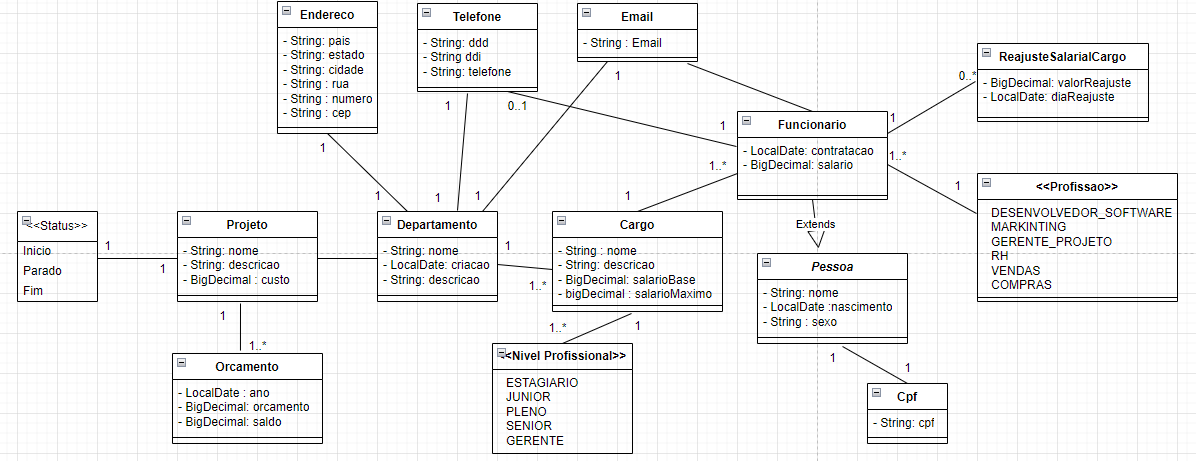 Endereco
- String: pais
- String: estado
- String: cidade
- String : rua
- String : numero
- String : cep
Telefone
- String: ddd
- String ddi
- String: telefone
Email
- String : Email
ReajusteSalarialCargo
- BigDecimal: valorReajuste
- LocalDate: diaReajuste
Funcionario
- LocalDate: contratacao
- BigDecimal: salario
<<Profissao>>
DESENVOLVEDOR_SOFTWARE
MARKINTING
GERENTE_PROJETO
RH
VENDAS
COMPRAS
<<Status>>
Inicio
Parado
Fim
Projeto
- String: nome
- String: descricao
- BigDecimal : custo
Departamento
- String: nome
- LocalDate: criacao
- String: descricao
Cargo
- String : nome
- String: descricao
- BigDecimal: salarioBase
- bigDecimal : salarioMaximo
Extends
Pessoa
- String: nome
- LocalDate :nascimento
- String : sexo
Orcamento
- LocalDate : ano
- BigDecimal: orcamento
- BigDecimal: saldo
<<Nivel Profissional>>
ESTAGIARIO
JUNIOR
PLENO
SENIOR
GERENTE
Cpf
- String: cpf
1
1
1
1
1
1
0..1
1
0..*
1
1..*
1
1..*
1
1
1
1
1..*
1
1..*
1..*
1
1
1